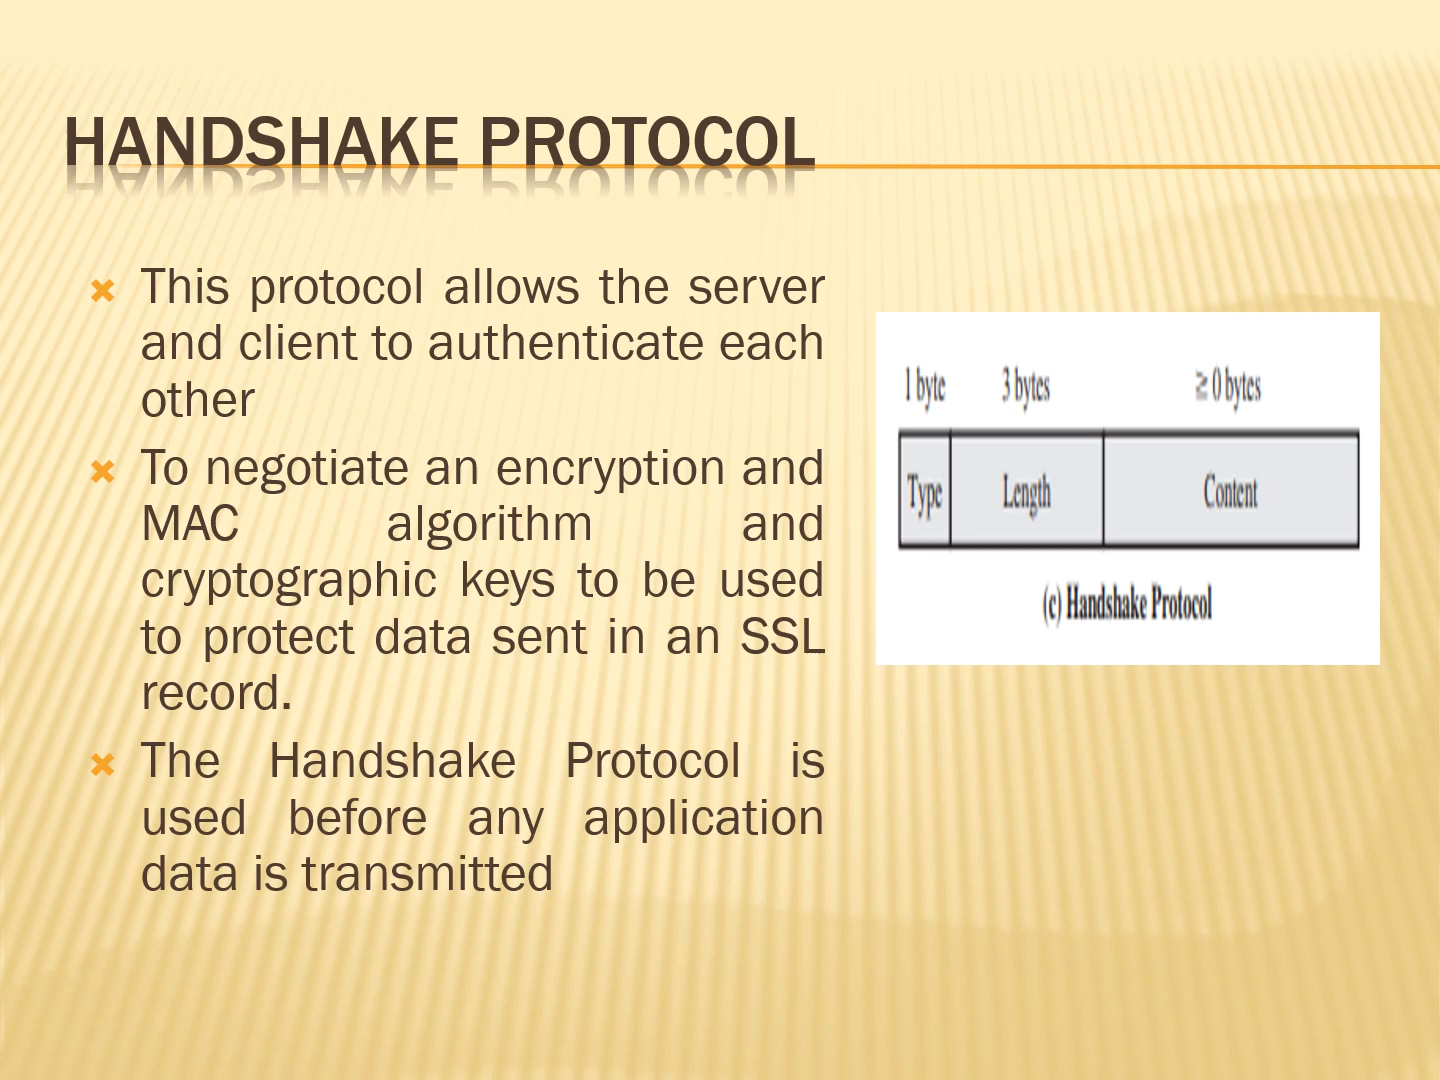 HANDSHAKE PROTOCOL
This protocol allows the server
and client to authenticate each
other
To negotiate an encryption and
MAC algorithm and
cryptographic keys to be used
to protect data sent in an SSL
record.
The Handshake Protocol is
used before any application
data is transmitted
1 byte 3 bytes ≥ 0 bytes
Type Length Content
(c) Handshake Protocol